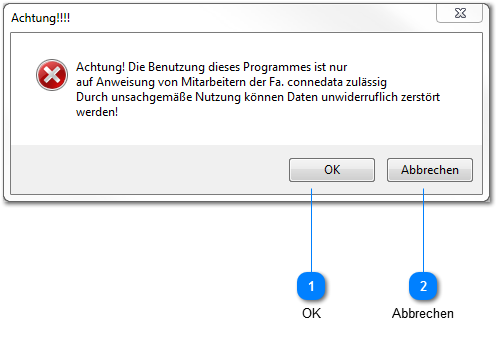 Achtung!!!!
Achtung! Die Benutzung dieses Programmes ist nur
auf Anweisung von Mitarbeitern der Fa. connedata zulässig
Durch unsachgemäße Nutzung können Daten unwiderruflich zerstört
werden!
OK Abbrechen
1 2
OK Abbrechen